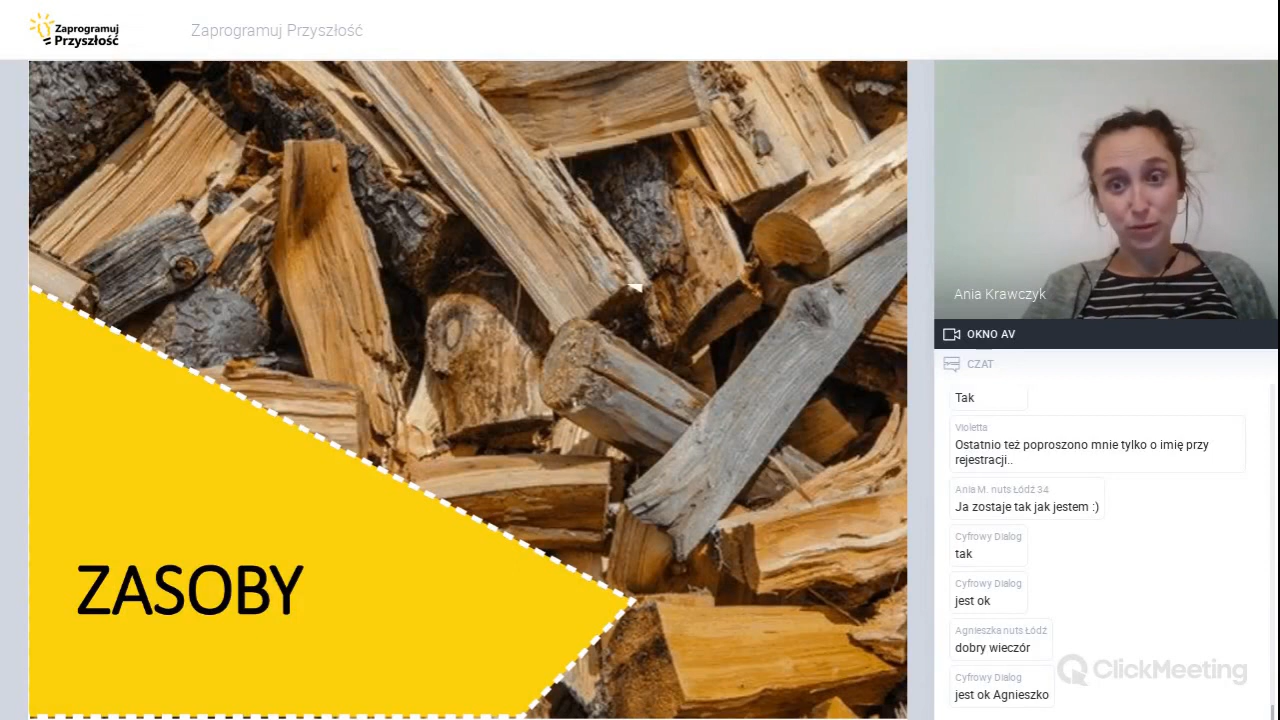 Zaprogramuj
Przyszłość
Zaprogramuj Przyszłość
ZASOBY
Ania Krawczyk
OKNO AV
CZAT
Tak
Violetta
Ostatnio też poproszono mnie tylko o imię przy
rejestracji..
Ania M. nuts Łódź 34
Ja zostaje tak jak jestem :)
Cyfrowy Dialog
tak
Cyfrowy Dialog
jest ok
Agnieszka nuts Łódź
dobry wieczór
Cyfrowy Dialog
jest ok Agnieszko
ClickMeeting